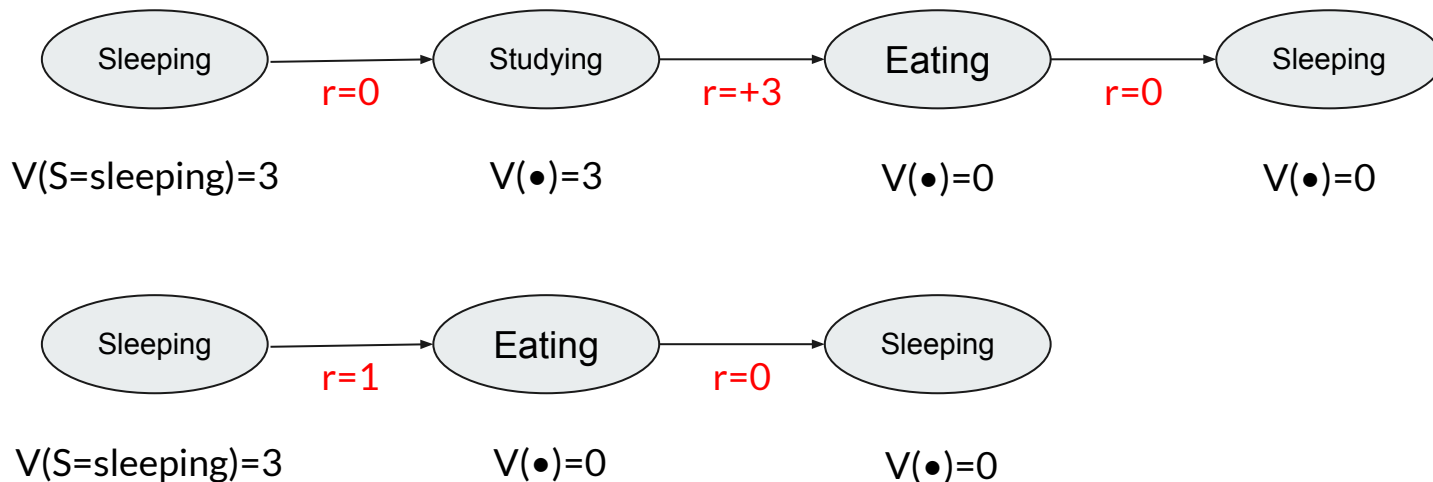 Sleeping Studying Eating Sleeping
r=0 r=+3 r=0
V(S=sleeping)=3 V(•)=3 V(•)=0 V(•)=0
Sleeping Eating Sleeping
r=1 r=0
V(S=sleeping)=3 V(•)=0 V(•)=0